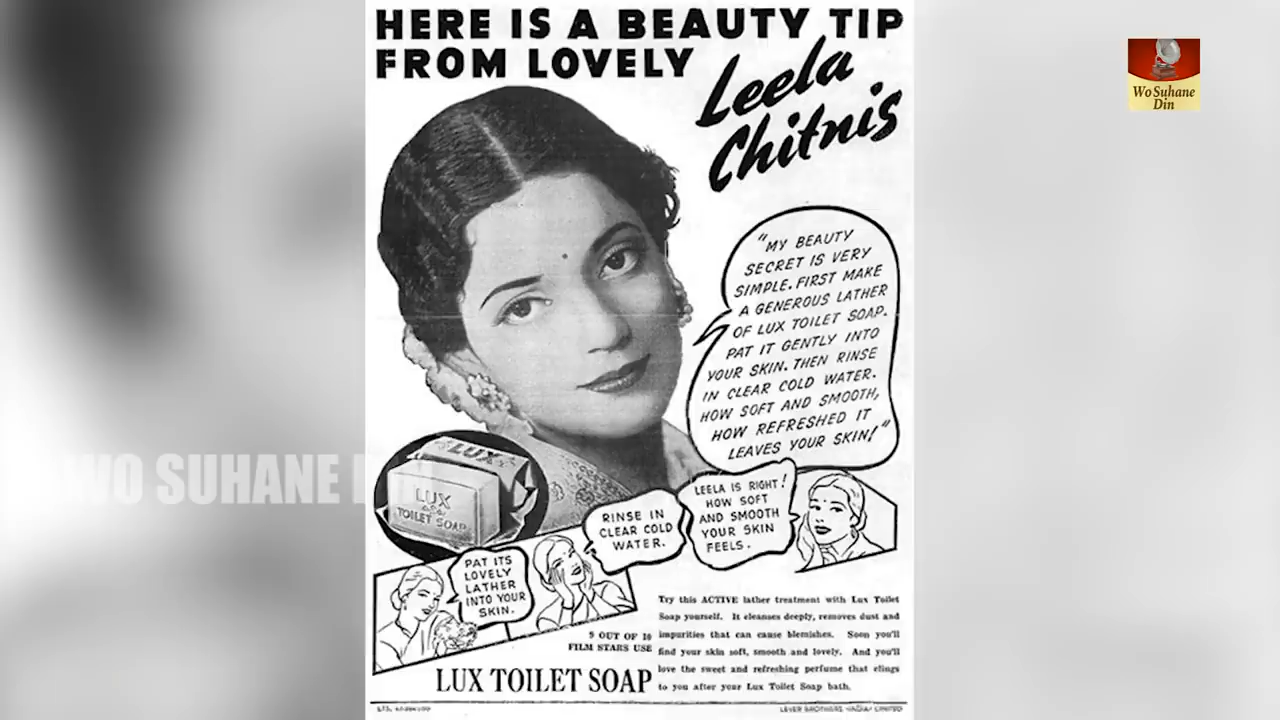 HERE IS A BEAUTY TIP
FROM LOVELY
Leela
Chitnis
Wo Suhane
Din
"MY BEAUTY
SECRET IS VERY
SIMPLE. FIRST MAKE
A GENEROUS LATHER
OF LUX TOILET SOAP.
PAT IT GENTLY INTO
YOUR SKIN. THEN RINSE
IN CLEAR COLD WATER.
HOW SOFT AND SMOOTH,
HOW REFRESHED IT
LEAVES YOUR SKIN!"
WO SUHANE DIN
LUX
LUX
TOILET SOAP
PAT ITS
LOVELY
LATHER
INTO YOUR
SKIN.
RINSE IN
CLEAR COLD
WATER.
LEELA IS RIGHT!
HOW SOFT
AND SMOOTH
YOUR SKIN
FEELS.
9 OUT OF 10
FILM STARS USE
LUX TOILET SOAP
Try this ACTIVE lather treatment with Lux Toilet
Soap yourself. It cleanses deeply, removes dust and
impurities that can cause blemishes. Soon you'll
find your skin soft, smooth and lovely. And you'll
love the sweet and refreshing perfume that clings
to you after your Lux Toilet Soap bath.
LEVER BROTHERS (INDIA) LIMITED